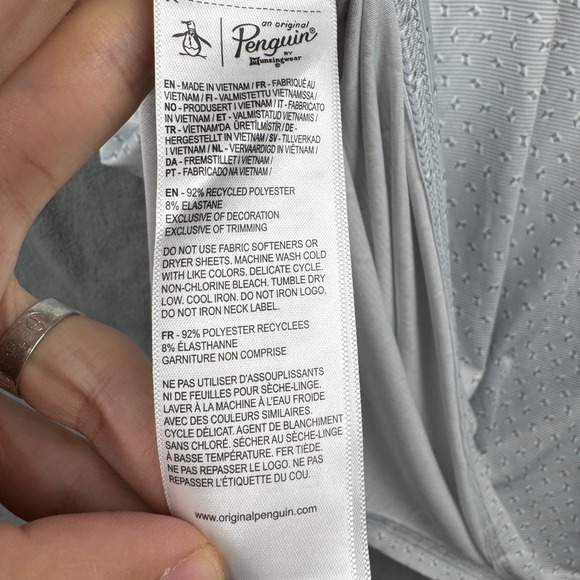 an original
Penguin®
BY
Munsingwear®
EN - MADE IN VIETNAM / FR - FABRIQUÉ AU
VIETNAM / FI - VALMISTETTU VIETNAMISSA /
NO - PRODUSERT I VIETNAM / IT - FABBRICATO
IN VIETNAM / ET - VALMISTATUD VIETNAMIS /
TR - VİETNAM'DA ÜRETİLMİSTİR / DE -
HERGESTELLT IN VIETNAM / SV - TILLVERKAD
I VIETNAM / NL - VERVAARDIGD IN VIETNAM /
DA - FREMSTILLET I VIETNAM /
PT - FABRICADO NA VIETNAM /
EN - 92% RECYCLED POLYESTER
8% ELASTANE
EXCLUSIVE OF DECORATION
EXCLUSIVE OF TRIMMING
DO NOT USE FABRIC SOFTENERS OR
DRYER SHEETS. MACHINE WASH COLD
WITH LIKE COLORS. DELICATE CYCLE.
NON-CHLORINE BLEACH. TUMBLE DRY
LOW. COOL IRON. DO NOT IRON LOGO.
DO NOT IRON NECK LABEL.
FR - 92% POLYESTER RECYCLEES
8% ÉLASTHANNE
GARNITURE NON COMPRISE
NE PAS UTILISER D'ASSOUPLISSANTS
NI DE FEUILLES POUR SÈCHE-LINGE.
LAVER À LA MACHINE À L'EAU FROIDE
AVEC DES COULEURS SIMILAIRES.
CYCLE DÉLICAT. AGENT DE BLANCHIMENT
SANS CHLORE. SÉCHER AU SÈCHE-LINGE
À BASSE TEMPÉRATURE. FER TIÈDE.
NE PAS REPASSER LE LOGO. NE PAS
REPASSER L'ÉTIQUETTE DU COU.
www.originalpenguin.com